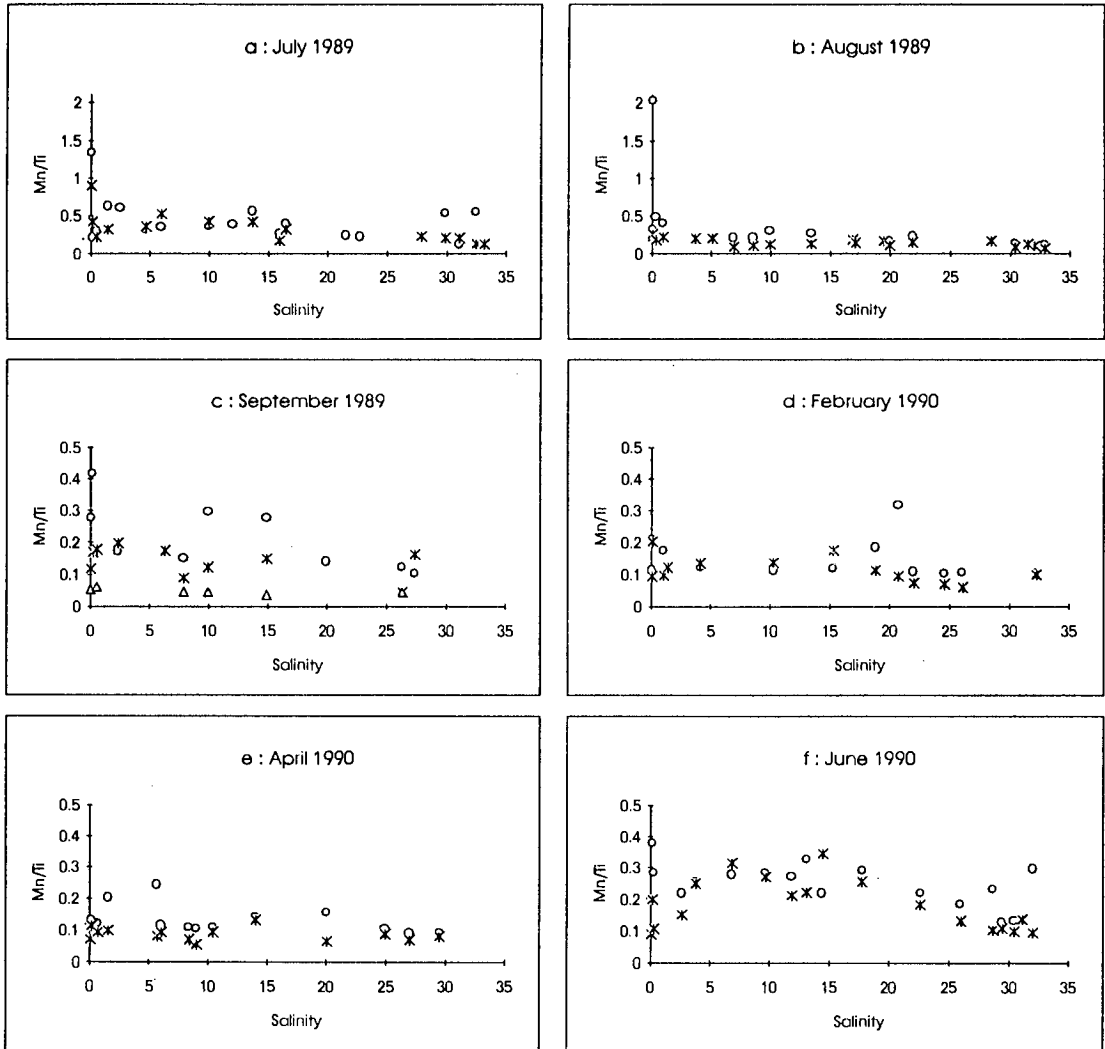 a : July 1989
Mn/Ti
2
1.5
1
0.5
0
0 5 10 15 20 25 30 35
Salinity
b : August 1989
Mn/Ti
2
1.5
1
0.5
0
0 5 10 15 20 25 30 35
Salinity
c : September 1989
Mn/Ti
0.5
0.4
0.3
0.2
0.1
0
0 5 10 15 20 25 30 35
Salinity
d : February 1990
Mn/Ti
0.5
0.4
0.3
0.2
0.1
0
0 5 10 15 20 25 30 35
Salinity
e : April 1990
Mn/Ti
0.5
0.4
0.3
0.2
0.1
0
0 5 10 15 20 25 30 35
Salinity
f : June 1990
Mn/Ti
0.5
0.4
0.3
0.2
0.1
0
0 5 10 15 20 25 30 35
Salinity